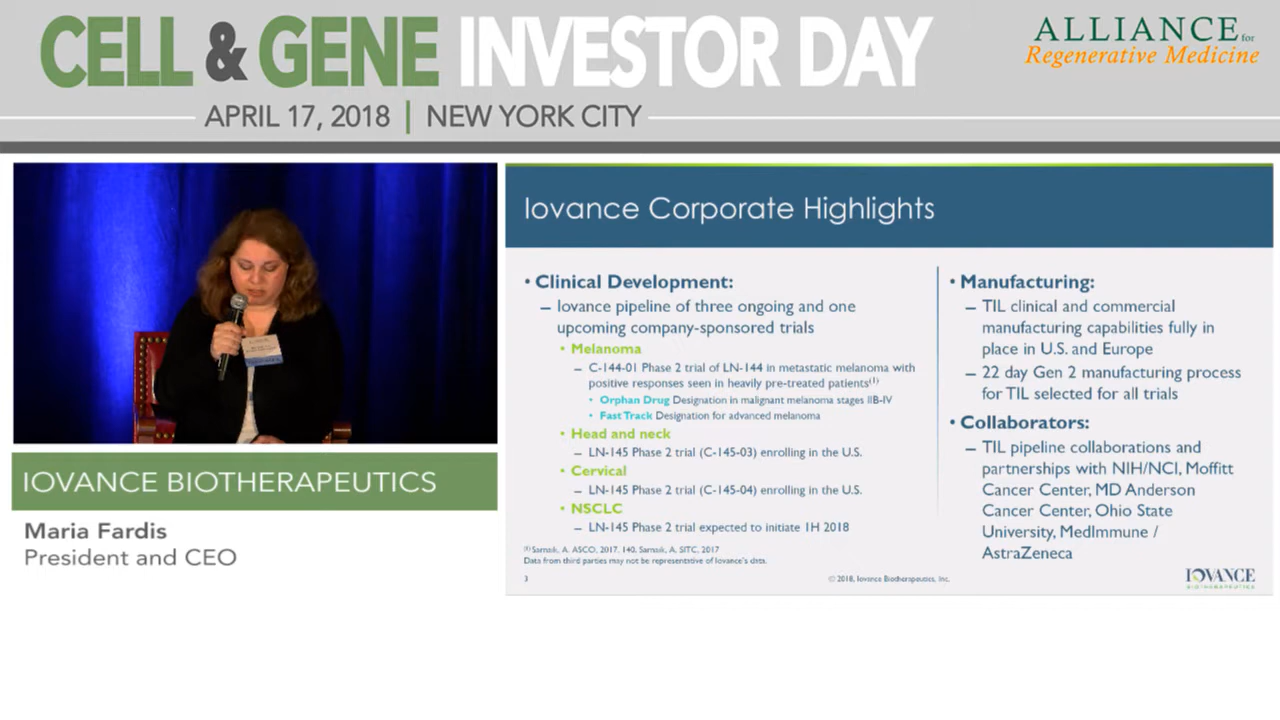 CELL & GENE INVESTOR DAY
APRIL 17, 2018 | NEW YORK CITY
ALLIANCE for
Regenerative Medicine
IOVANCE BIOTHERAPEUTICS
Maria Fardis
President and CEO
Iovance Corporate Highlights
• Clinical Development:
– Iovance pipeline of three ongoing and one
upcoming company-sponsored trials
• Melanoma
– C-144-01 Phase 2 trial of LN-144 in metastatic melanoma with
positive responses seen in heavily pre-treated patients(1)
• Orphan Drug Designation in malignant melanoma stages IIB-IV
• Fast Track Designation for advanced melanoma
• Head and neck
– LN-145 Phase 2 trial (C-145-03) enrolling in the U.S.
• Cervical
– LN-145 Phase 2 trial (C-145-04) enrolling in the U.S.
• NSCLC
– LN-145 Phase 2 trial expected to initiate 1H 2018
(1) Sarnaik, A. ASCO, 2017. 140, Sarnaik, A. SITC, 2017
Data from third parties may not be representative of Iovance's data.
3
© 2018, Iovance Biotherapeutics, Inc.
• Manufacturing:
– TIL clinical and commercial
manufacturing capabilities fully in
place in U.S. and Europe
– 22 day Gen 2 manufacturing process
for TIL selected for all trials
• Collaborators:
– TIL pipeline collaborations and
partnerships with NIH/NCI, Moffitt
Cancer Center, MD Anderson
Cancer Center, Ohio State
University, MedImmune /
AstraZeneca
IOVANCE
BIOTHERAPEUTICS